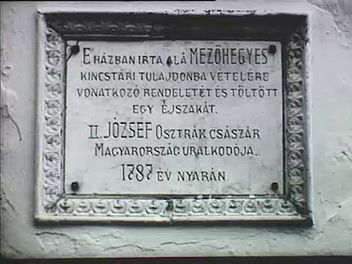 E HÁZBAN IRTA ALÁ MEZŐHEGYES
KINCSTÁRI TULAJDONBA VÉTELÉRE
VONATKOZÓ RENDELETÉT ÉS TÖLTÖTT
EGY ÉJSZAKÁT.
II. JÓZSEF OSZTRÁK CSÁSZÁR
MAGYARORSZÁG URALKODÓJA.
1787 ÉV NYARÁN